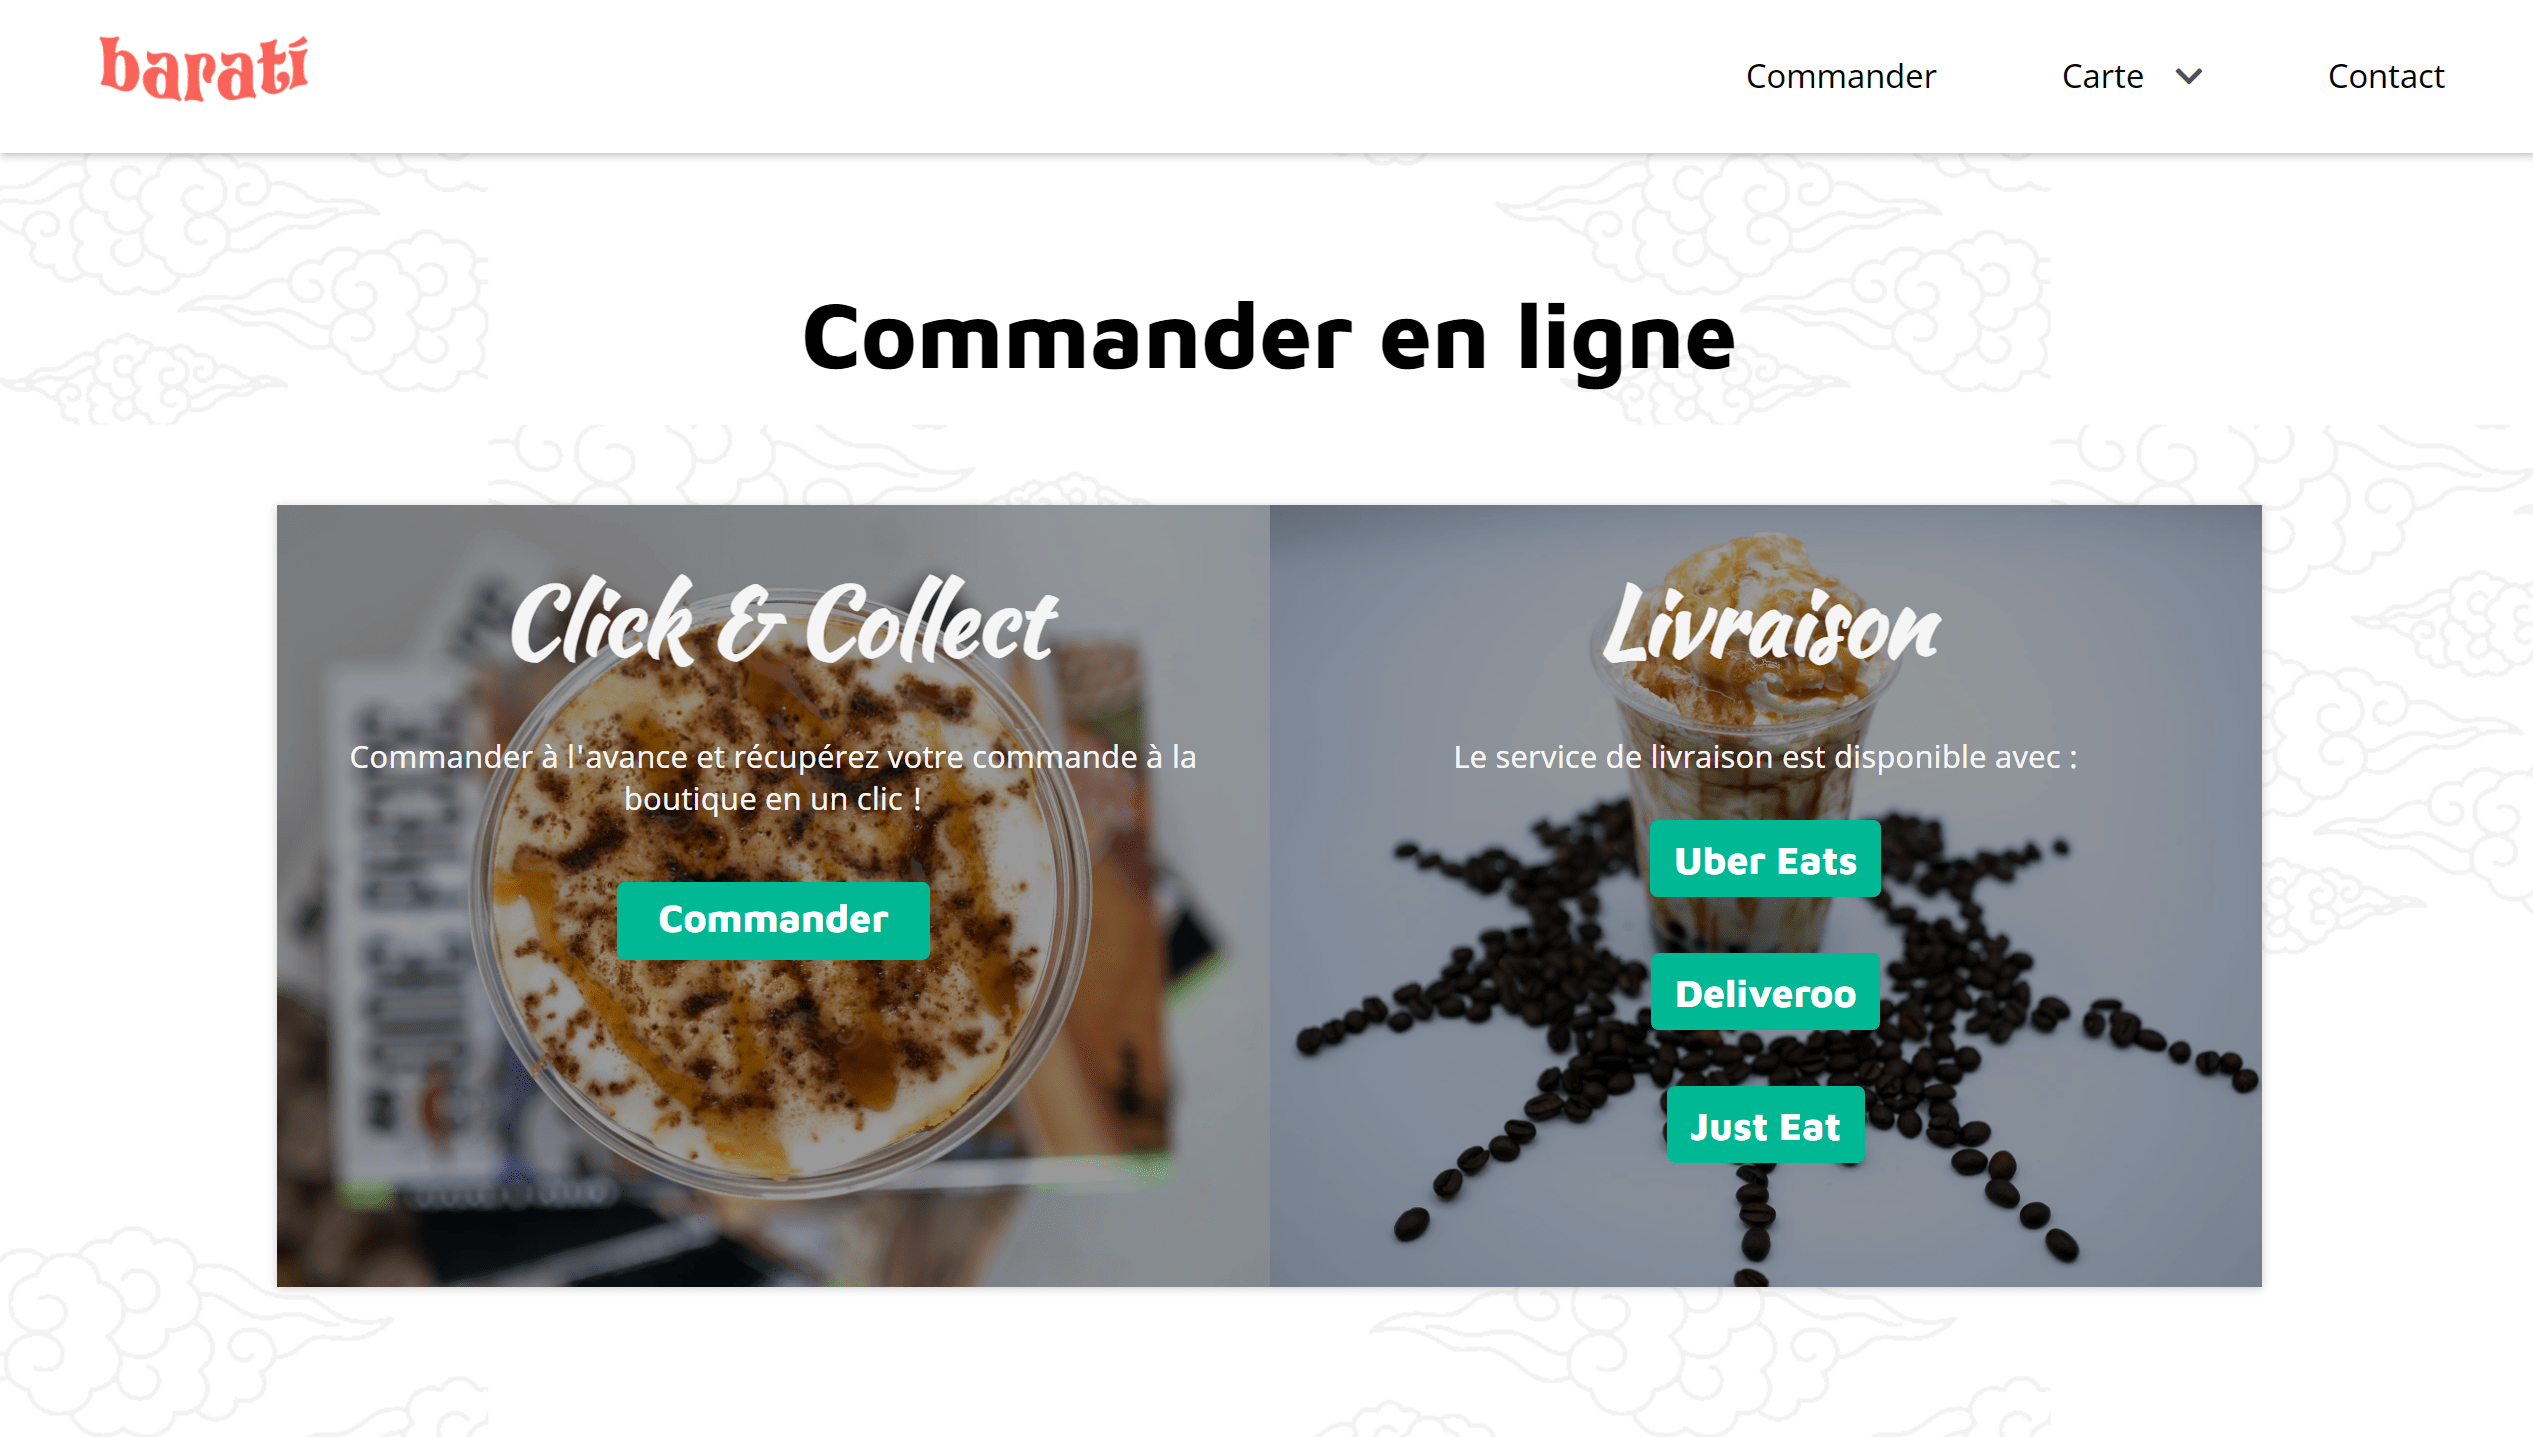 baratí
Commander
Carte
Contact
Commander en ligne
Click & Collect
Commander à l'avance et récupérez votre commande à la
boutique en un clic !
Commander
Livraison
Le service de livraison est disponible avec :
Uber Eats
Deliveroo
Just Eat